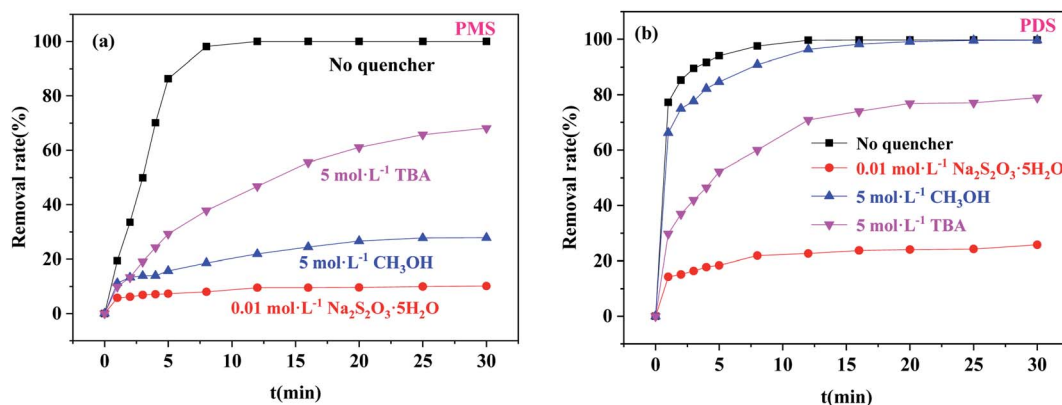 (a)
PMS
No quencher
5 mol·L⁻¹ TBA
5 mol·L⁻¹ CH₃OH
0.01 mol·L⁻¹ Na₂S₂O₃·5H₂O
Removal rate(%)
100
80
60
40
20
0
0 5 10 15 20 25 30
t(min)
(b)
PDS
No quencher
0.01 mol·L⁻¹ Na₂S₂O₃·5H₂O
5 mol·L⁻¹ CH₃OH
5 mol·L⁻¹ TBA
Removal rate(%)
100
80
60
40
20
0
0 5 10 15 20 25 30
t(min)